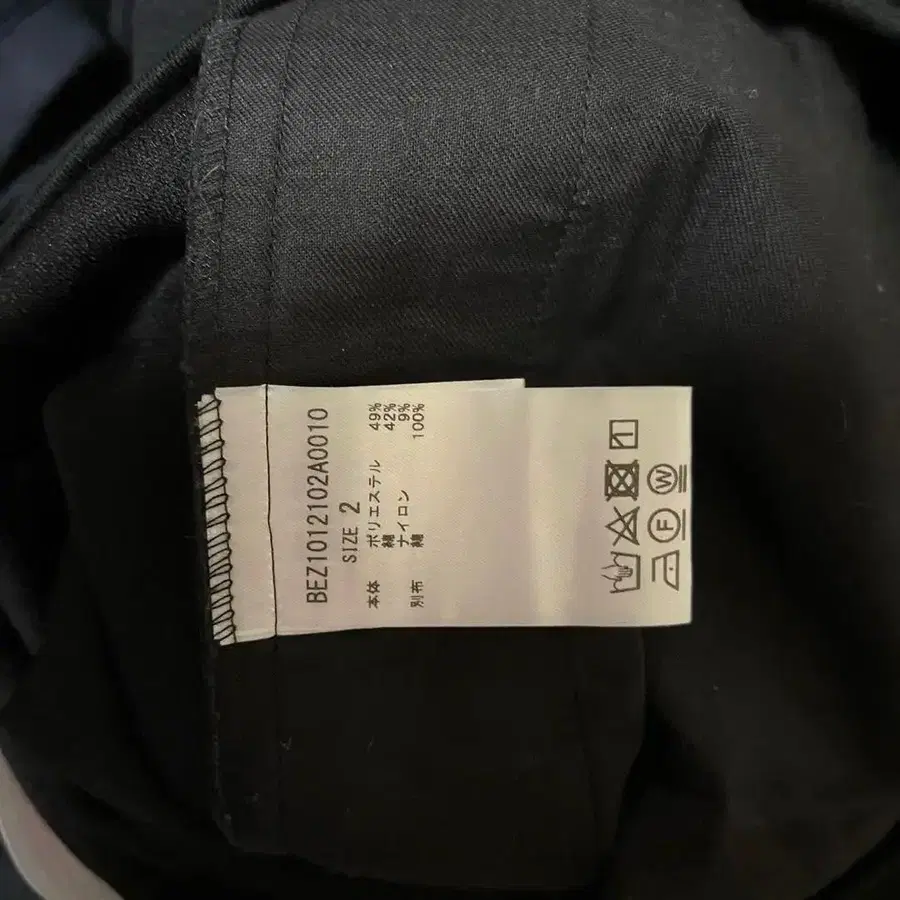 BEZ1012102A0010
SIZE 2
本体 ポリエステル 49%
綿 42%
ナイロン 9%
別布 綿 100%
F W